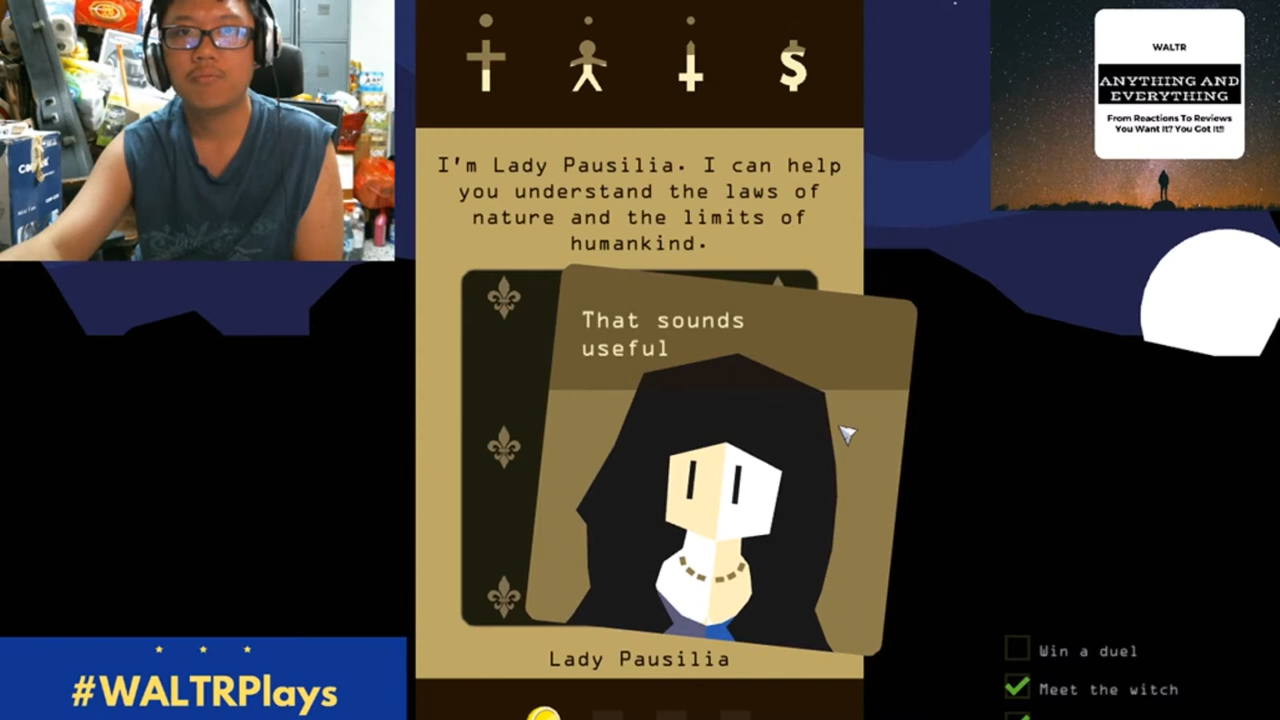 WALTR
ANYTHING AND
EVERYTHING
From Reactions To Reviews
You Want It? You Got It!!
I'm Lady Pausilia. I can help
you understand the laws of
nature and the limits of
humankind.
That sounds
useful
Lady Pausilia
#WALTRPlays
Win a duel
Meet the witch